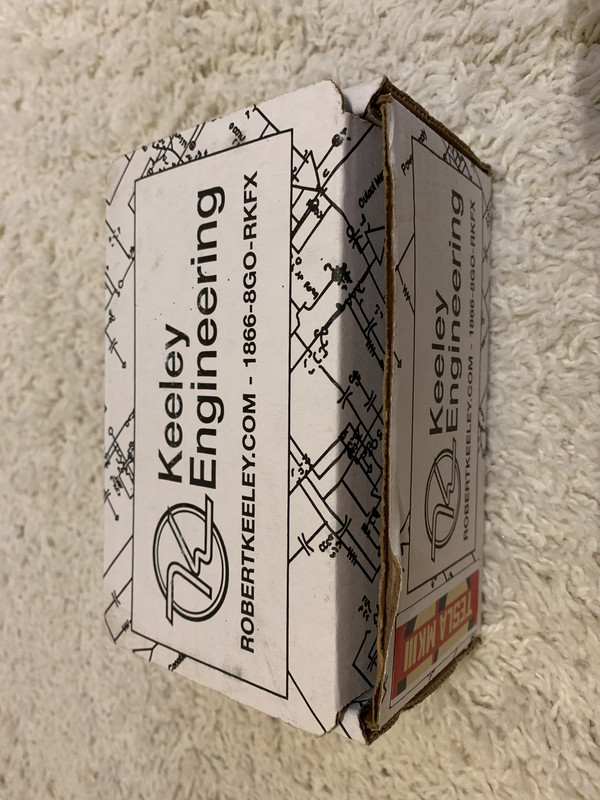 Keeley
Engineering
ROBERTKEELEY.COM - 1866-8GO-RKFX
Keeley
Engineering
ROBERTKEELEY.COM - 1866-8GO-RKFX
TESLA MKIII